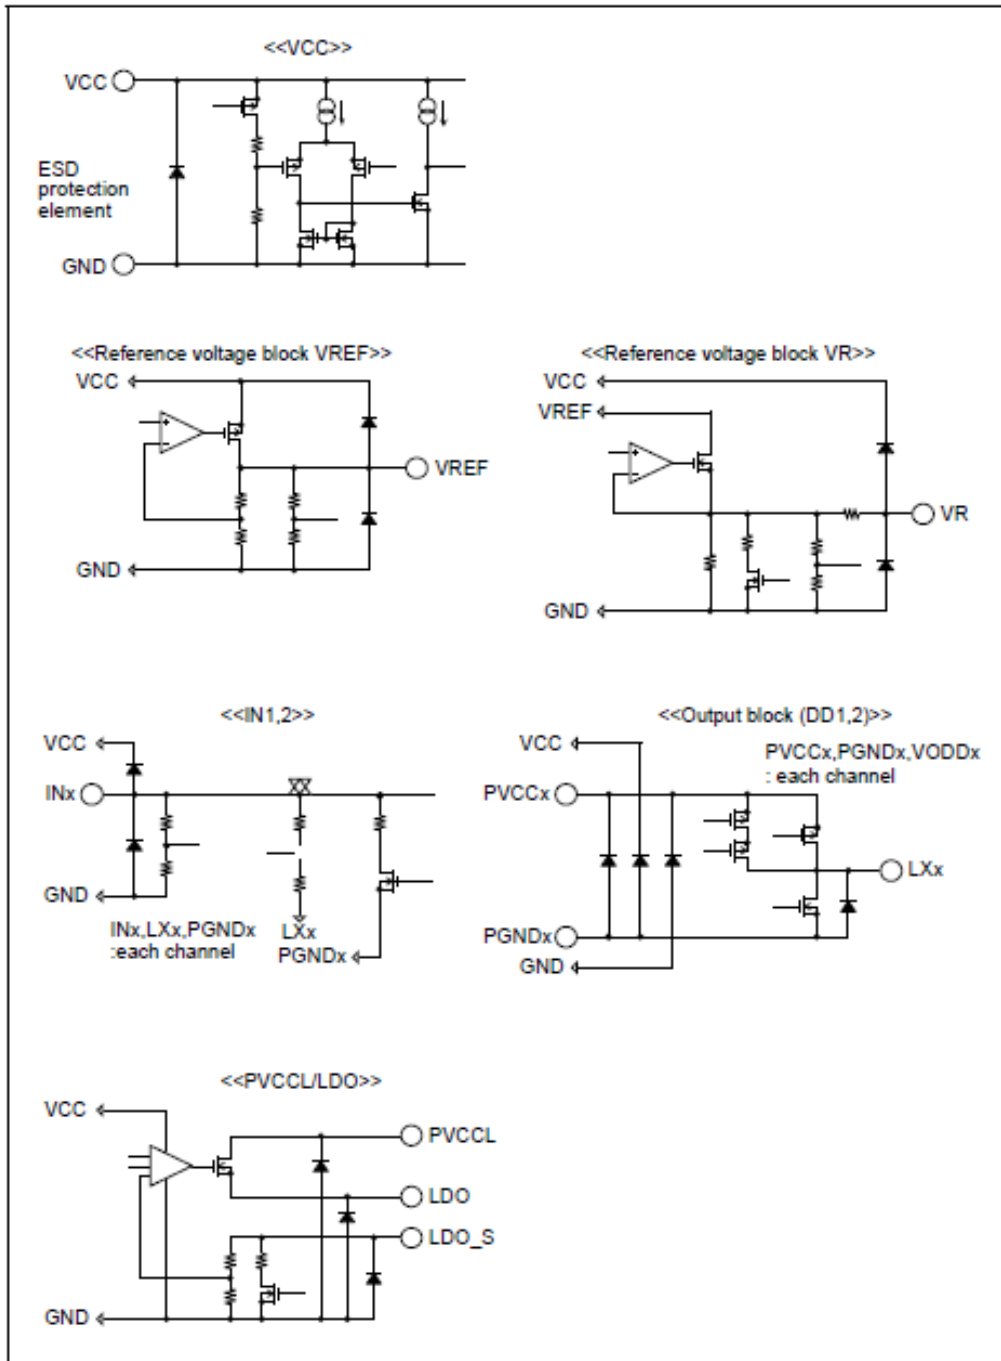 <<VCC>>
VCC
ESD
protection
element
GND
<<Reference voltage block VREF>>
VCC
+
-
VREF
GND
<<Reference voltage block VR>>
VCC
VREF
+
-
VR
GND
<<IN1,2>>
VCC
INx
GND
INx,LXx,PGNDx
:each channel
LXx
PGNDx
<<Output block (DD1,2)>>
VCC
PVCCx,PGNDx,VODDx
: each channel
PVCCx
LXx
PGNDx
GND
<<PVCCL/LDO>>
VCC
PVCCL
LDO
LDO_S
GND